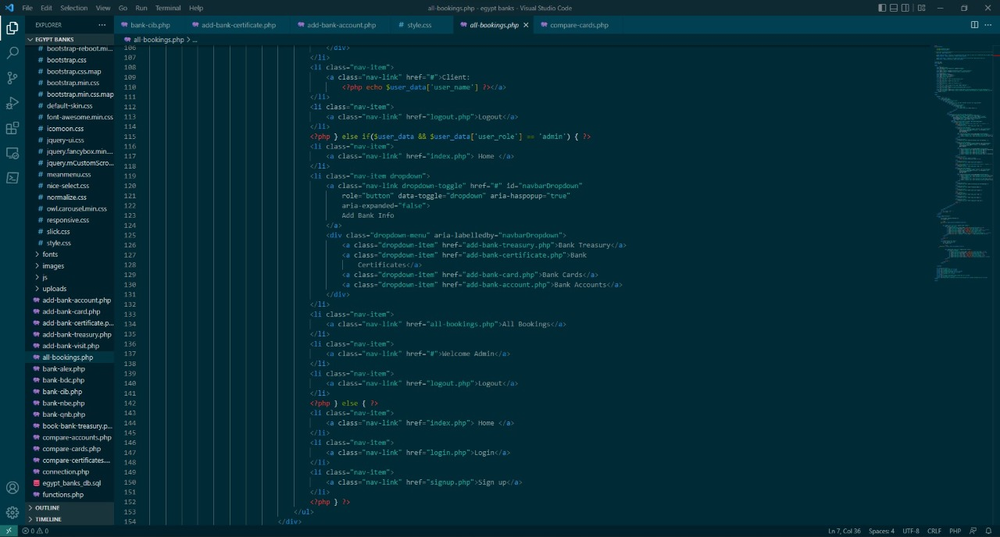 File Edit Selection View Go Run Terminal Help
all-bookings.php - egypt banks - Visual Studio Code
EXPLORER
bank-cib.php
add-bank-certificate.php
add-bank-account.php
style.css
all-bookings.php
compare-cards.php
EGYPT BANKS
all-bookings.php > ...
# bootstrap-reboot.mi...
# bootstrap.css
bootstrap.css.map
# bootstrap.min.css
bootstrap.min.css.map
# default-skin.css
# font-awesome.min.css
# icomoon.css
# jquery-ui.css
# jquery.fancybox.min....
# jquery.mCustomScro...
# meanmenu.css
# nice-select.css
# normalize.css
# owl.carousel.min.css
# responsive.css
# slick.css
# style.css
> fonts
> images
> js
> uploads
add-bank-account.php
add-bank-card.php
add-bank-certificate.p...
add-bank-treasury.php
add-bank-visit.php
all-bookings.php
bank-alex.php
bank-bdc.php
bank-cib.php
bank-nbe.php
bank-qnb.php
book-bank-treasury.p...
compare-accounts.php
compare-cards.php
compare-certificates....
connection.php
egypt_banks_db.sql
functions.php
> OUTLINE
> TIMELINE
106 </div>
107 </li>
108 <li class="nav-item">
109 <a class="nav-link" href="#">Client:
110 <?php echo $user_data['user_name'] ?></a>
111 </li>
112 <li class="nav-item">
113 <a class="nav-link" href="logout.php">Logout</a>
114 </li>
115 <?php } else if($user_data && $user_data['user_role'] == 'admin') { ?>
116 <li class="nav-item">
117 <a class="nav-link" href="index.php"> Home </a>
118 </li>
119 <li class="nav-item dropdown">
120 <a class="nav-link dropdown-toggle" href="#" id="navbarDropdown"
121 role="button" data-toggle="dropdown" aria-haspopup="true"
122 aria-expanded="false">
123 Add Bank Info
124 </a>
125 <div class="dropdown-menu" aria-labelledby="navbarDropdown">
126 <a class="dropdown-item" href="add-bank-treasury.php">Bank Treasury</a>
127 <a class="dropdown-item" href="add-bank-certificate.php">Bank
128 Certificates</a>
129 <a class="dropdown-item" href="add-bank-card.php">Bank Cards</a>
130 <a class="dropdown-item" href="add-bank-account.php">Bank Accounts</a>
131 </div>
132 </li>
133 <li class="nav-item">
134 <a class="nav-link" href="all-bookings.php">All Bookings</a>
135 </li>
136 <li class="nav-item">
137 <a class="nav-link" href="#">Welcome Admin</a>
138 </li>
139 <li class="nav-item">
140 <a class="nav-link" href="logout.php">Logout</a>
141 </li>
142 <?php } else { ?>
143 <li class="nav-item">
144 <a class="nav-link" href="index.php"> Home </a>
145 </li>
146 <li class="nav-item">
147 <a class="nav-link" href="login.php">Login</a>
148 </li>
149 <li class="nav-item">
150 <a class="nav-link" href="signup.php">Sign up</a>
151 </li>
152 <?php } ?>
153 </ul>
154 </div>
0 0
Ln 7, Col 36 Spaces: 4 UTF-8 CRLF PHP